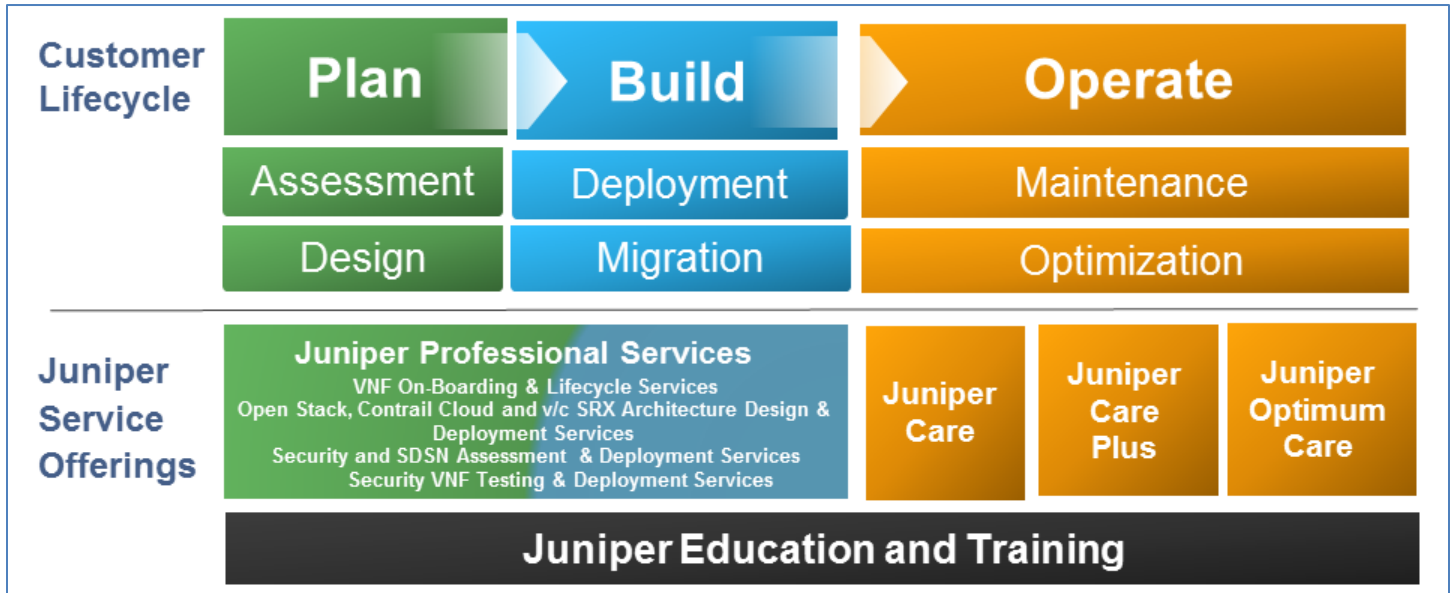 Customer
Lifecycle
Plan
Build
Operate
Assessment
Deployment
Maintenance
Design
Migration
Optimization
Juniper
Service
Offerings
Juniper Professional Services
VNF On-Boarding & Lifecycle Services
Open Stack, Contrail Cloud and v/c SRX Architecture Design &
Deployment Services
Security and SDSN Assessment & Deployment Services
Security VNF Testing & Deployment Services
Juniper
Care
Juniper
Care
Plus
Juniper
Optimum
Care
Juniper Education and Training